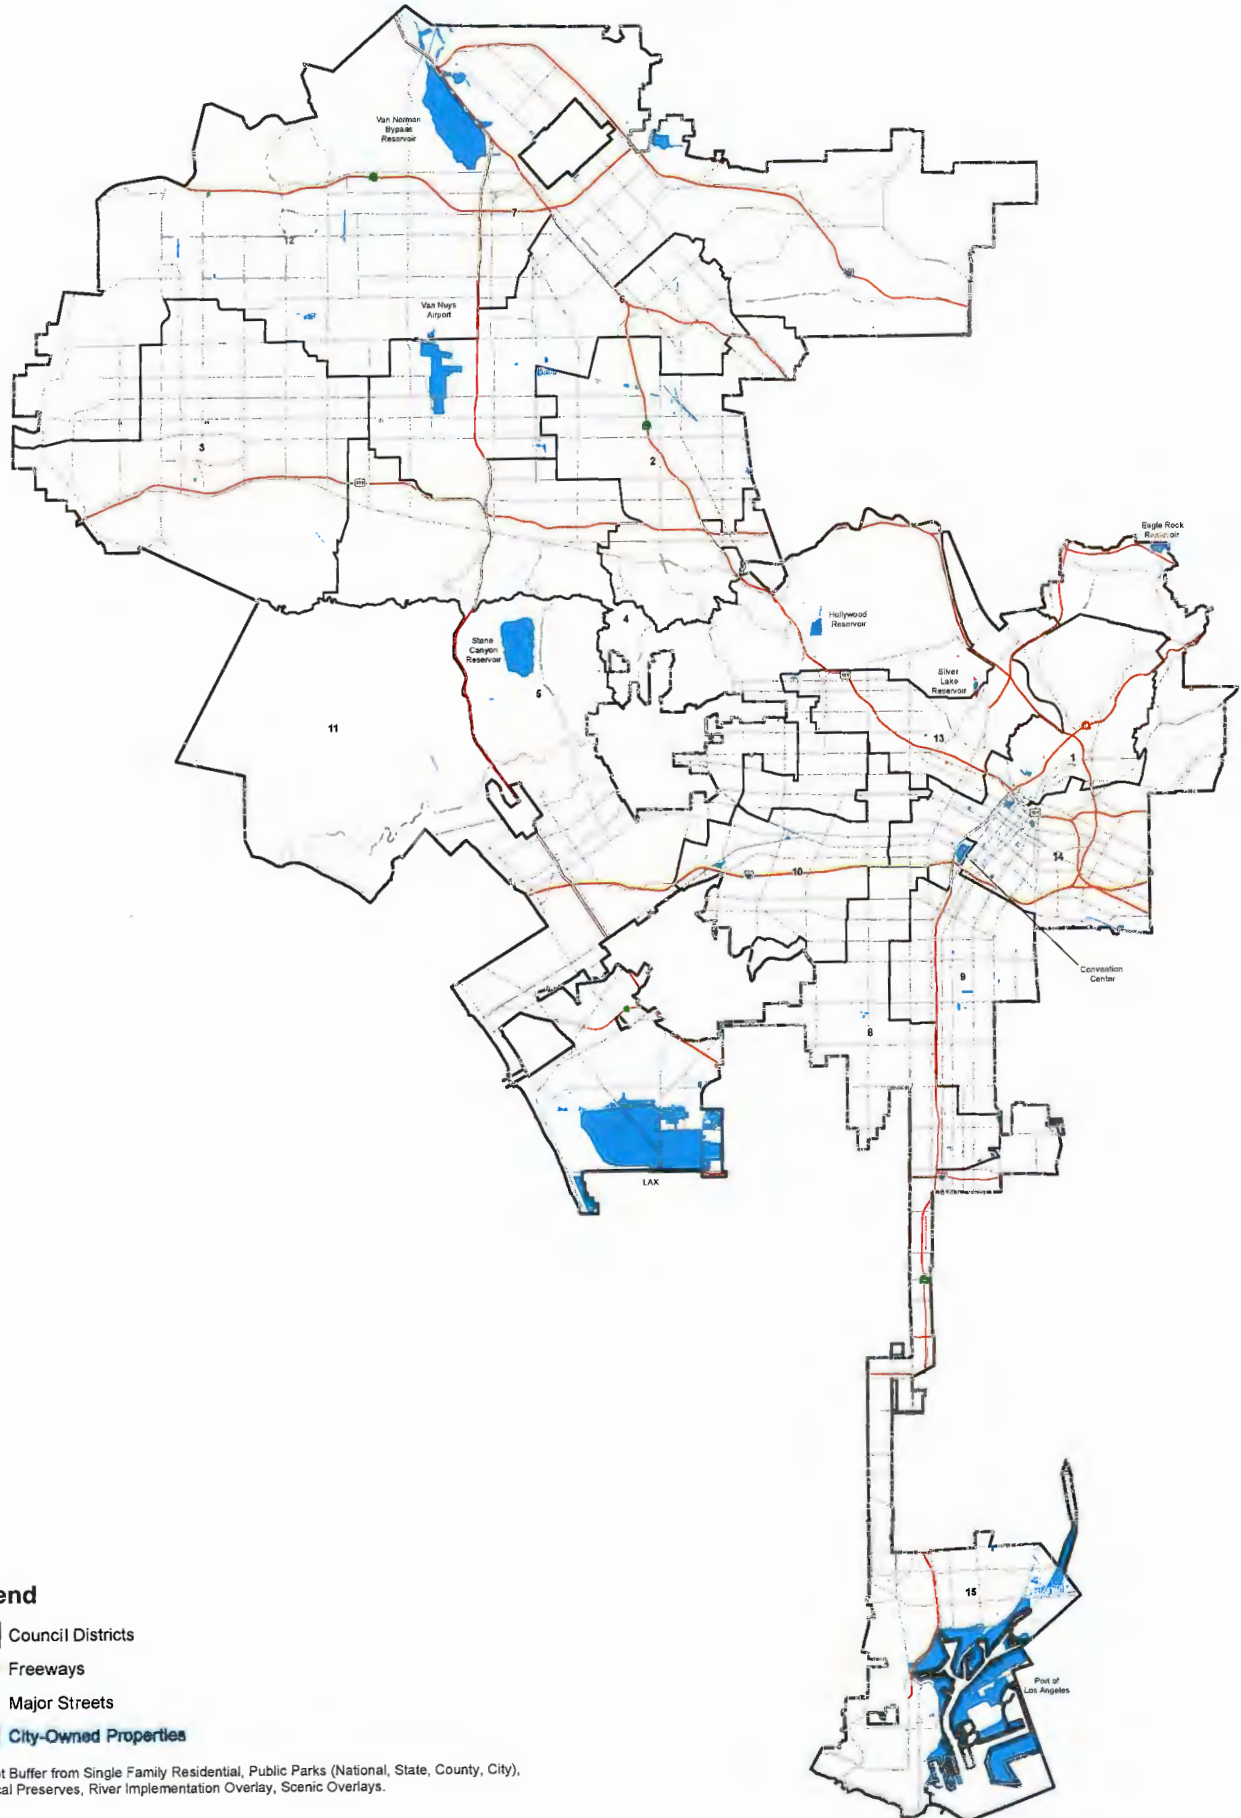 Van Norman
Bypass
Reservoir
7
12
Van Nuys
Airport
6
3
2
Eagle Rock
Reservoir
Hollywood
Reservoir
4
Stone
Canyon
Reservoir
Silver
Lake
Reservoir
5
11
13
1
14
10
Convention
Center
9
8
LAX
15
Port of
Los Angeles
end
Council Districts
Freeways
Major Streets
City-Owned Properties
t Buffer from Single Family Residential, Public Parks (National, State, County, City),
cal Preserves, River Implementation Overlay, Scenic Overlays.